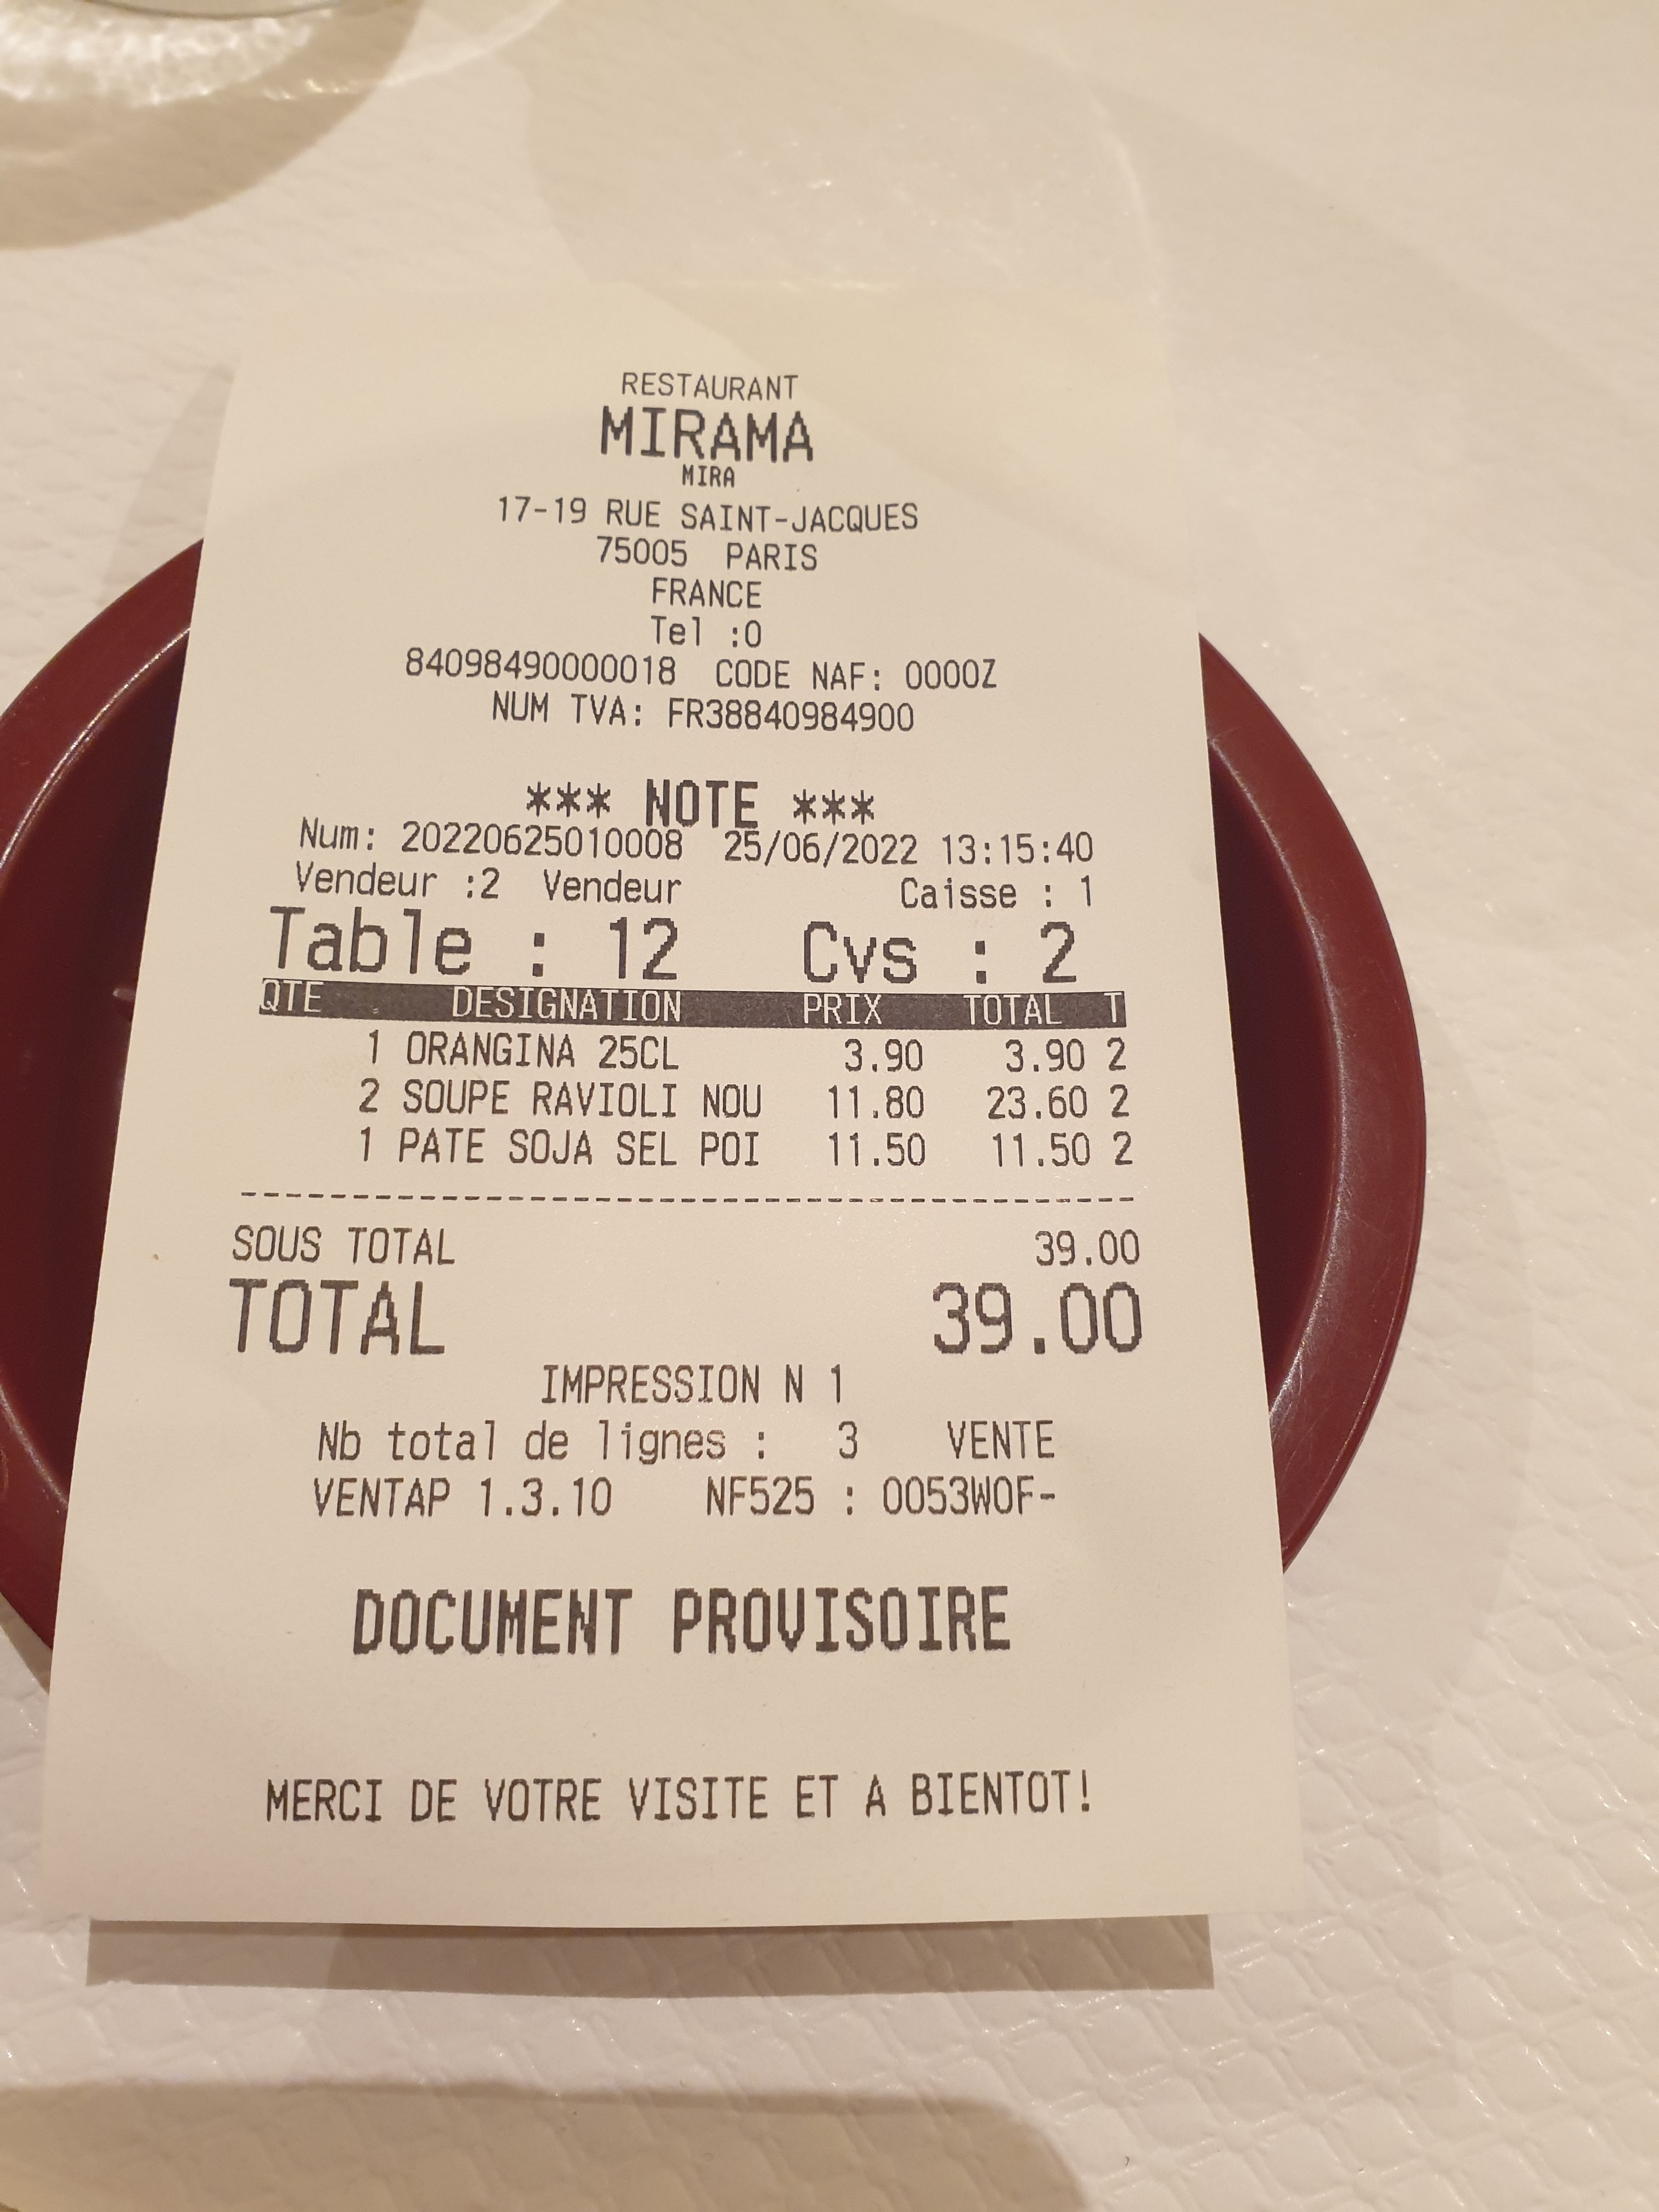 RESTAURANT
MIRAMA
MIRA
17-19 RUE SAINT-JACQUES
75005 PARIS
FRANCE
Tel :0
84098490000018 CODE NAF: 0000Z
NUM TVA: FR38840984900
*** NOTE ***
Num: 20220625010008 25/06/2022 13:15:40
Vendeur :2 Vendeur Caisse : 1
Table : 12 Cvs : 2
QTE DESIGNATION PRIX TOTAL T
1 ORANGINA 25CL 3.90 3.90 2
2 SOUPE RAVIOLI NOU 11.80 23.60 2
1 PATE SOJA SEL POI 11.50 11.50 2
SOUS TOTAL 39.00
TOTAL 39.00
IMPRESSION N 1
Nb total de lignes : 3 VENTE
VENTAP 1.3.10 NF525 : 0053WOF-
DOCUMENT PROVISOIRE
MERCI DE VOTRE VISITE ET A BIENTOT!